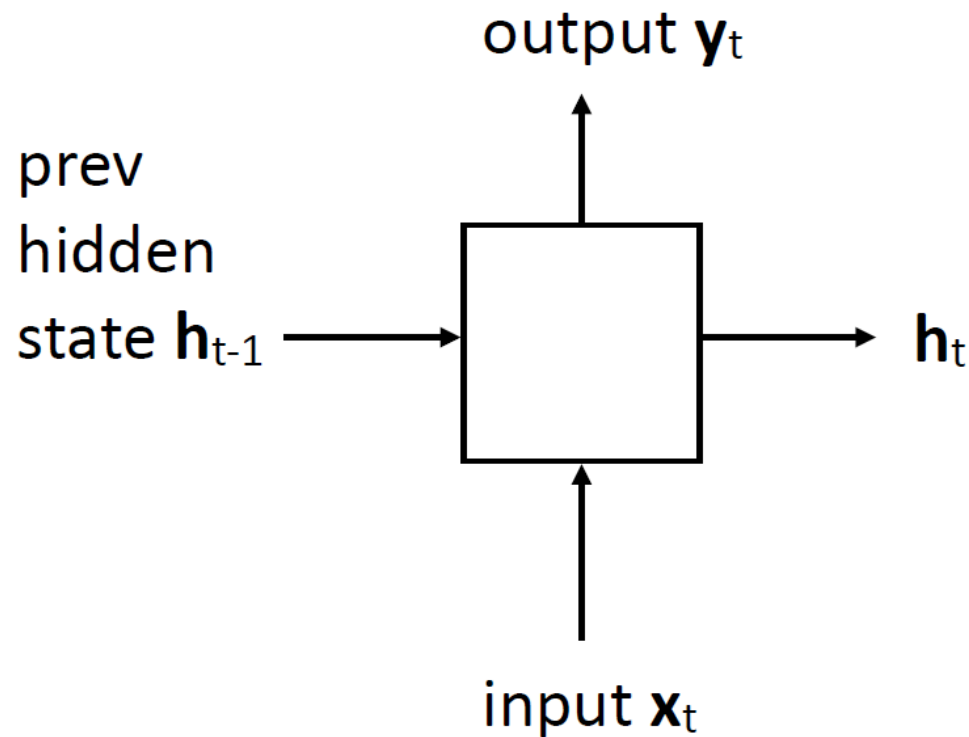 output yt
prev
hidden
state ht-1
ht
input xt